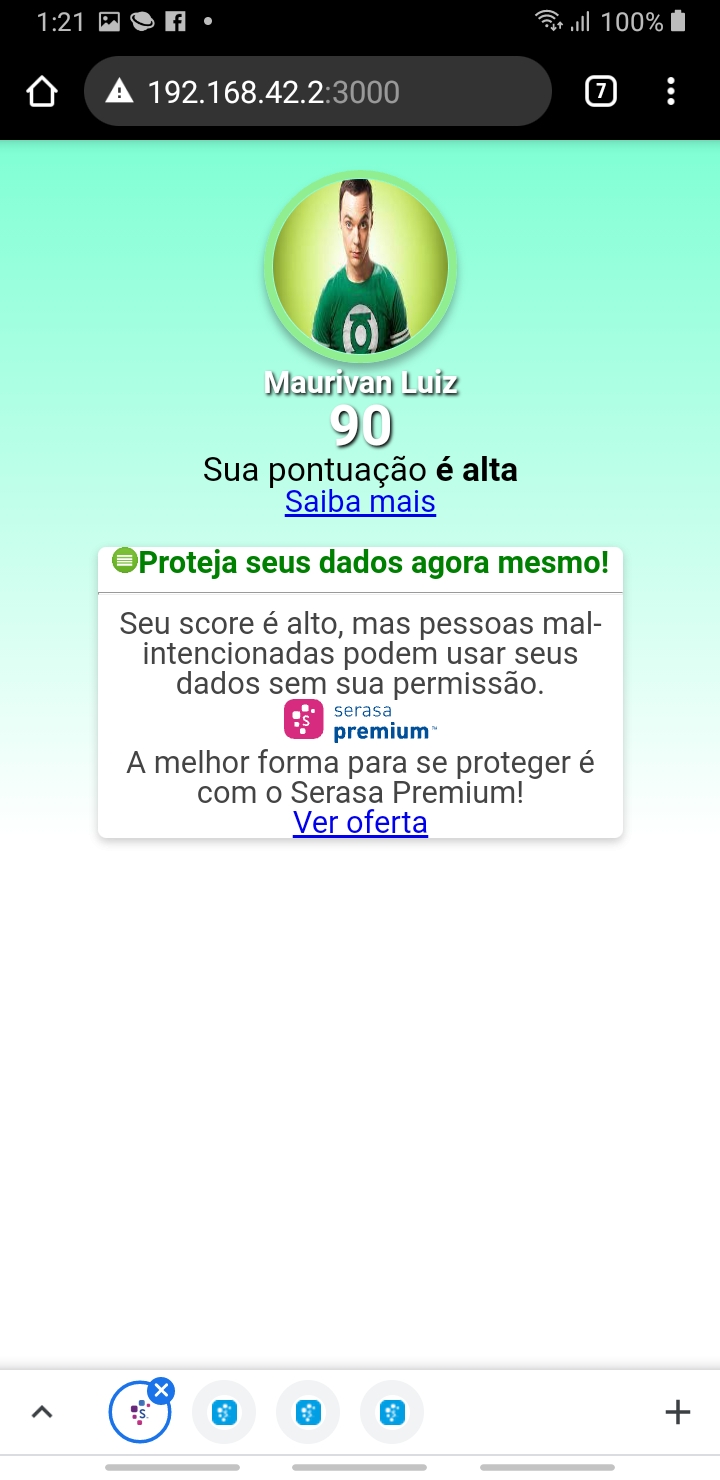 1:21 100%
192.168.42.2:3000 7
Maurivan Luiz
90
Sua pontuação é alta
Saiba mais
Proteja seus dados agora mesmo!
Seu score é alto, mas pessoas mal-
intencionadas podem usar seus
dados sem sua permissão.
S serasa
premium™
A melhor forma para se proteger é
com o Serasa Premium!
Ver oferta
S